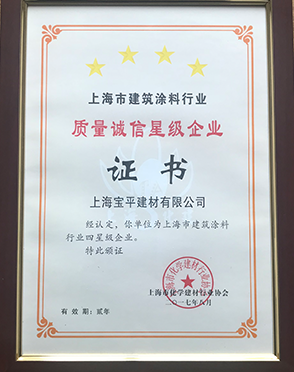 上海市建筑涂料行业
质量诚信星级企业
证书
上海宝平建材有限公司
经认定，你单位为上海市建筑涂料
行业四星级企业。
特此颁证
上海市化学建材行业协会
二〇一七年八月
有效期：贰年